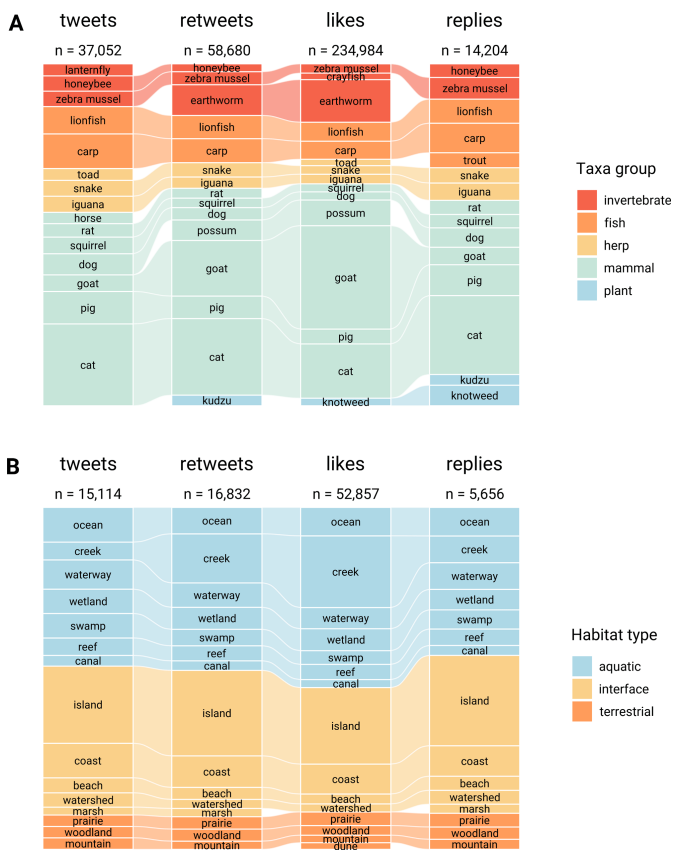 A
tweets retweets likes replies
n = 37,052 n = 58,680 n = 234,984 n = 14,204
lanternfly
honeybee
zebra mussel
lionfish
carp
toad
snake
iguana
horse
rat
squirrel
dog
goat
pig
cat
honeybee
zebra mussel
earthworm
lionfish
carp
snake
iguana
rat
squirrel
dog
possum
goat
pig
cat
kudzu
zebra mussel
crayfish
earthworm
lionfish
carp
toad
snake
iguana
squirrel
dog
possum
goat
pig
cat
knotweed
honeybee
zebra mussel
lionfish
carp
trout
snake
iguana
rat
squirrel
dog
goat
pig
cat
kudzu
knotweed
Taxa group
invertebrate
fish
herp
mammal
plant
B
tweets retweets likes replies
n = 15,114 n = 16,832 n = 52,857 n = 5,656
ocean
creek
waterway
wetland
swamp
reef
canal
island
coast
beach
watershed
marsh
prairie
woodland
mountain
ocean
creek
waterway
wetland
swamp
reef
canal
island
coast
beach
watershed
marsh
prairie
woodland
mountain
ocean
creek
waterway
wetland
swamp
reef
canal
island
coast
beach
watershed
prairie
woodland
mountain
dune
ocean
creek
waterway
wetland
swamp
reef
canal
island
coast
beach
watershed
marsh
prairie
woodland
mountain
Habitat type
aquatic
interface
terrestrial